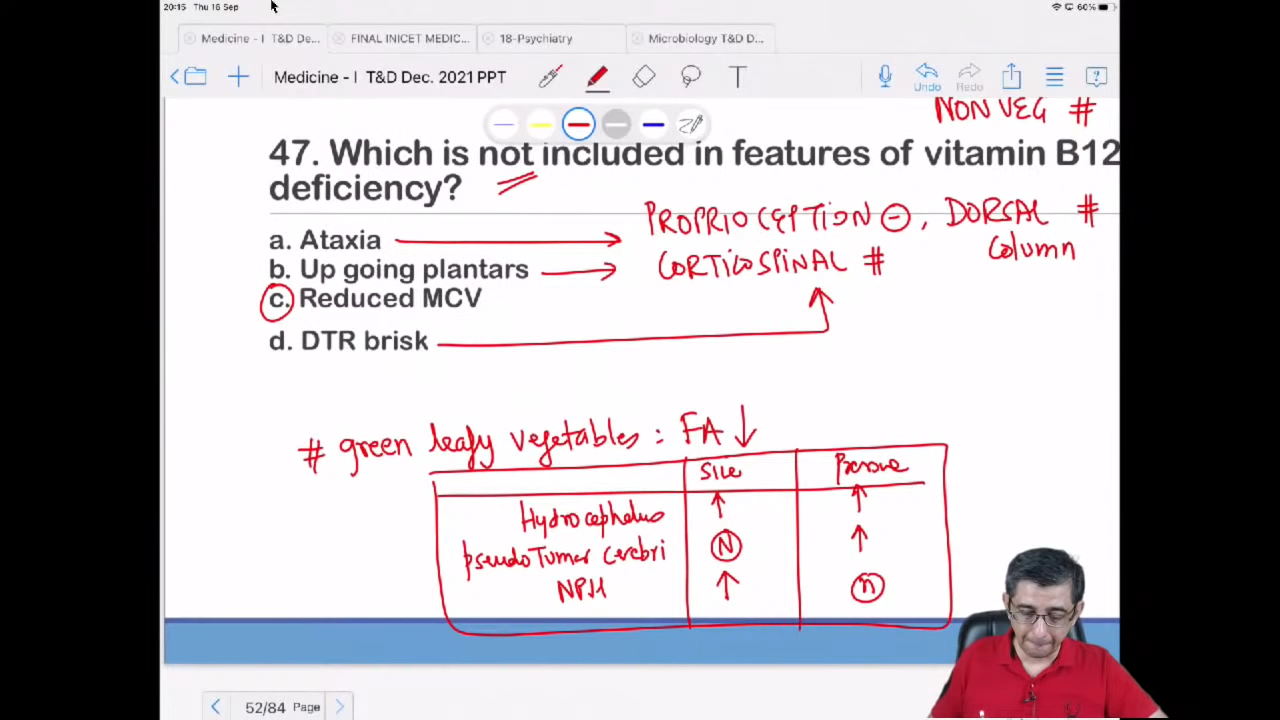 20:15 Thu 16 Sep
60%
Medicine - I T&D De...
FINAL INICET MEDIC...
18-Psychiatry
Microbiology T&D D...
Medicine - I T&D Dec. 2021 PPT
Undo
Redo
NON VEG #
47. Which is not included in features of vitamin B12
deficiency?
PROPRIOCEPTION ⊖, DORSAL #
column
a. Ataxia
b. Up going plantars
CORTICOSPINAL #
c. Reduced MCV
d. DTR brisk
# green leafy vegetables : FA ↓
Size Pressure
Hydrocephalus ↑ ↑
pseudoTumor cerebri N ↑
NPH ↑ n
52/84 Page